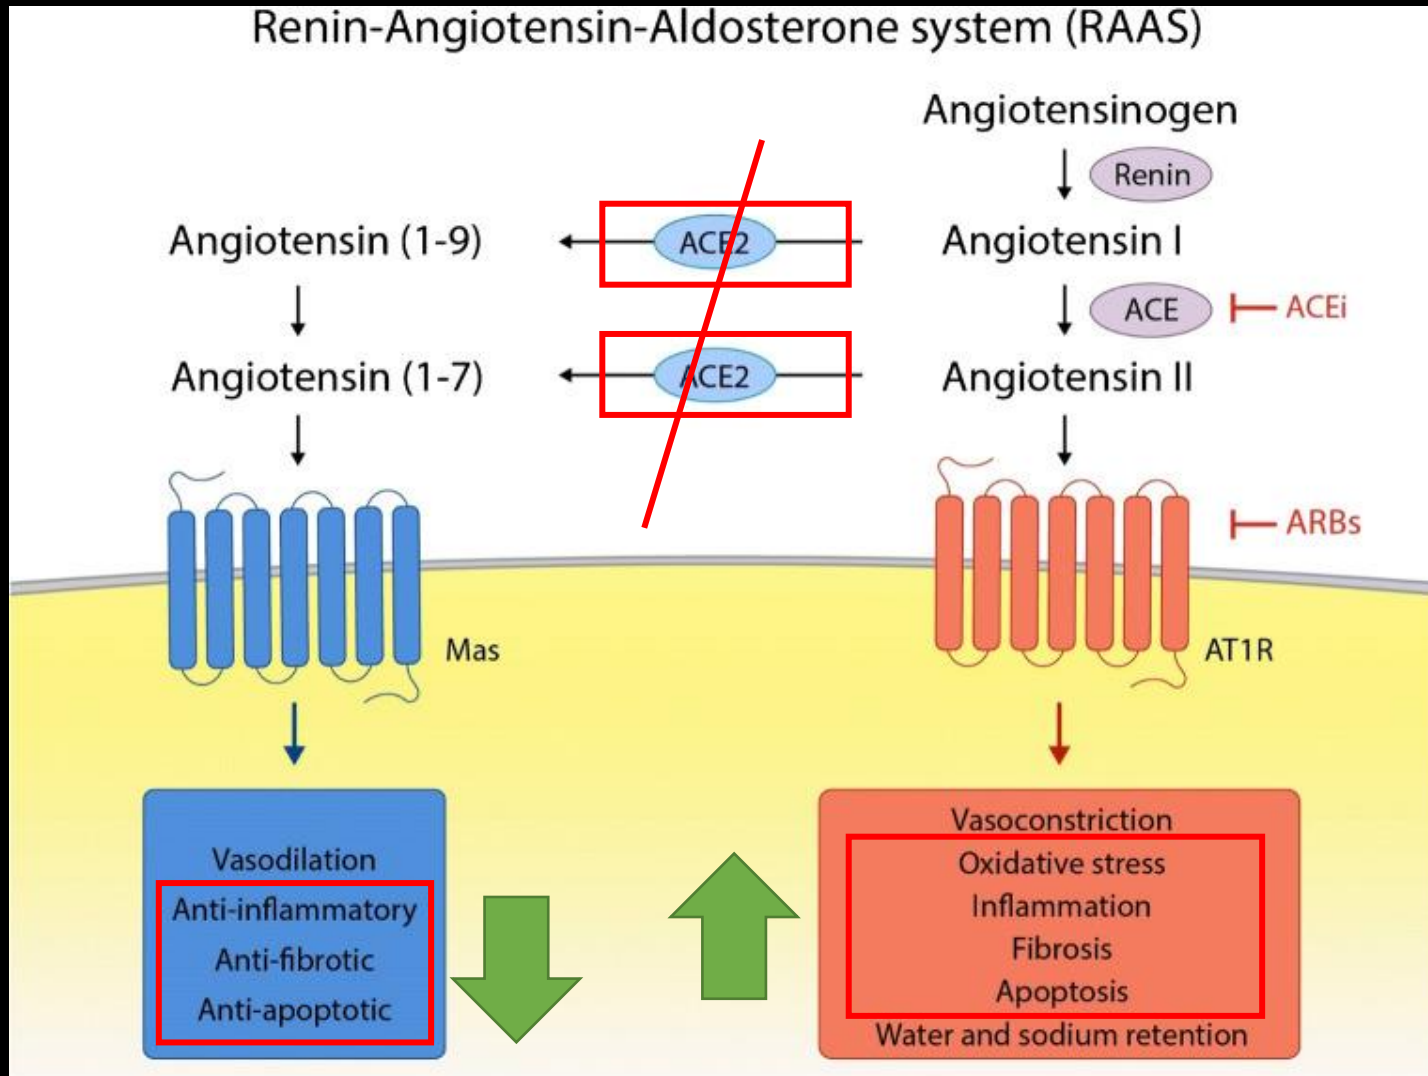 Renin-Angiotensin-Aldosterone system (RAAS)
Angiotensinogen
Renin
Angiotensin (1-9)
ACE2
Angiotensin I
ACE
ACEi
Angiotensin (1-7)
ACE2
Angiotensin II
ARBs
Mas
AT1R
Vasodilation
Anti-inflammatory
Anti-fibrotic
Anti-apoptotic
Vasoconstriction
Oxidative stress
Inflammation
Fibrosis
Apoptosis
Water and sodium retention